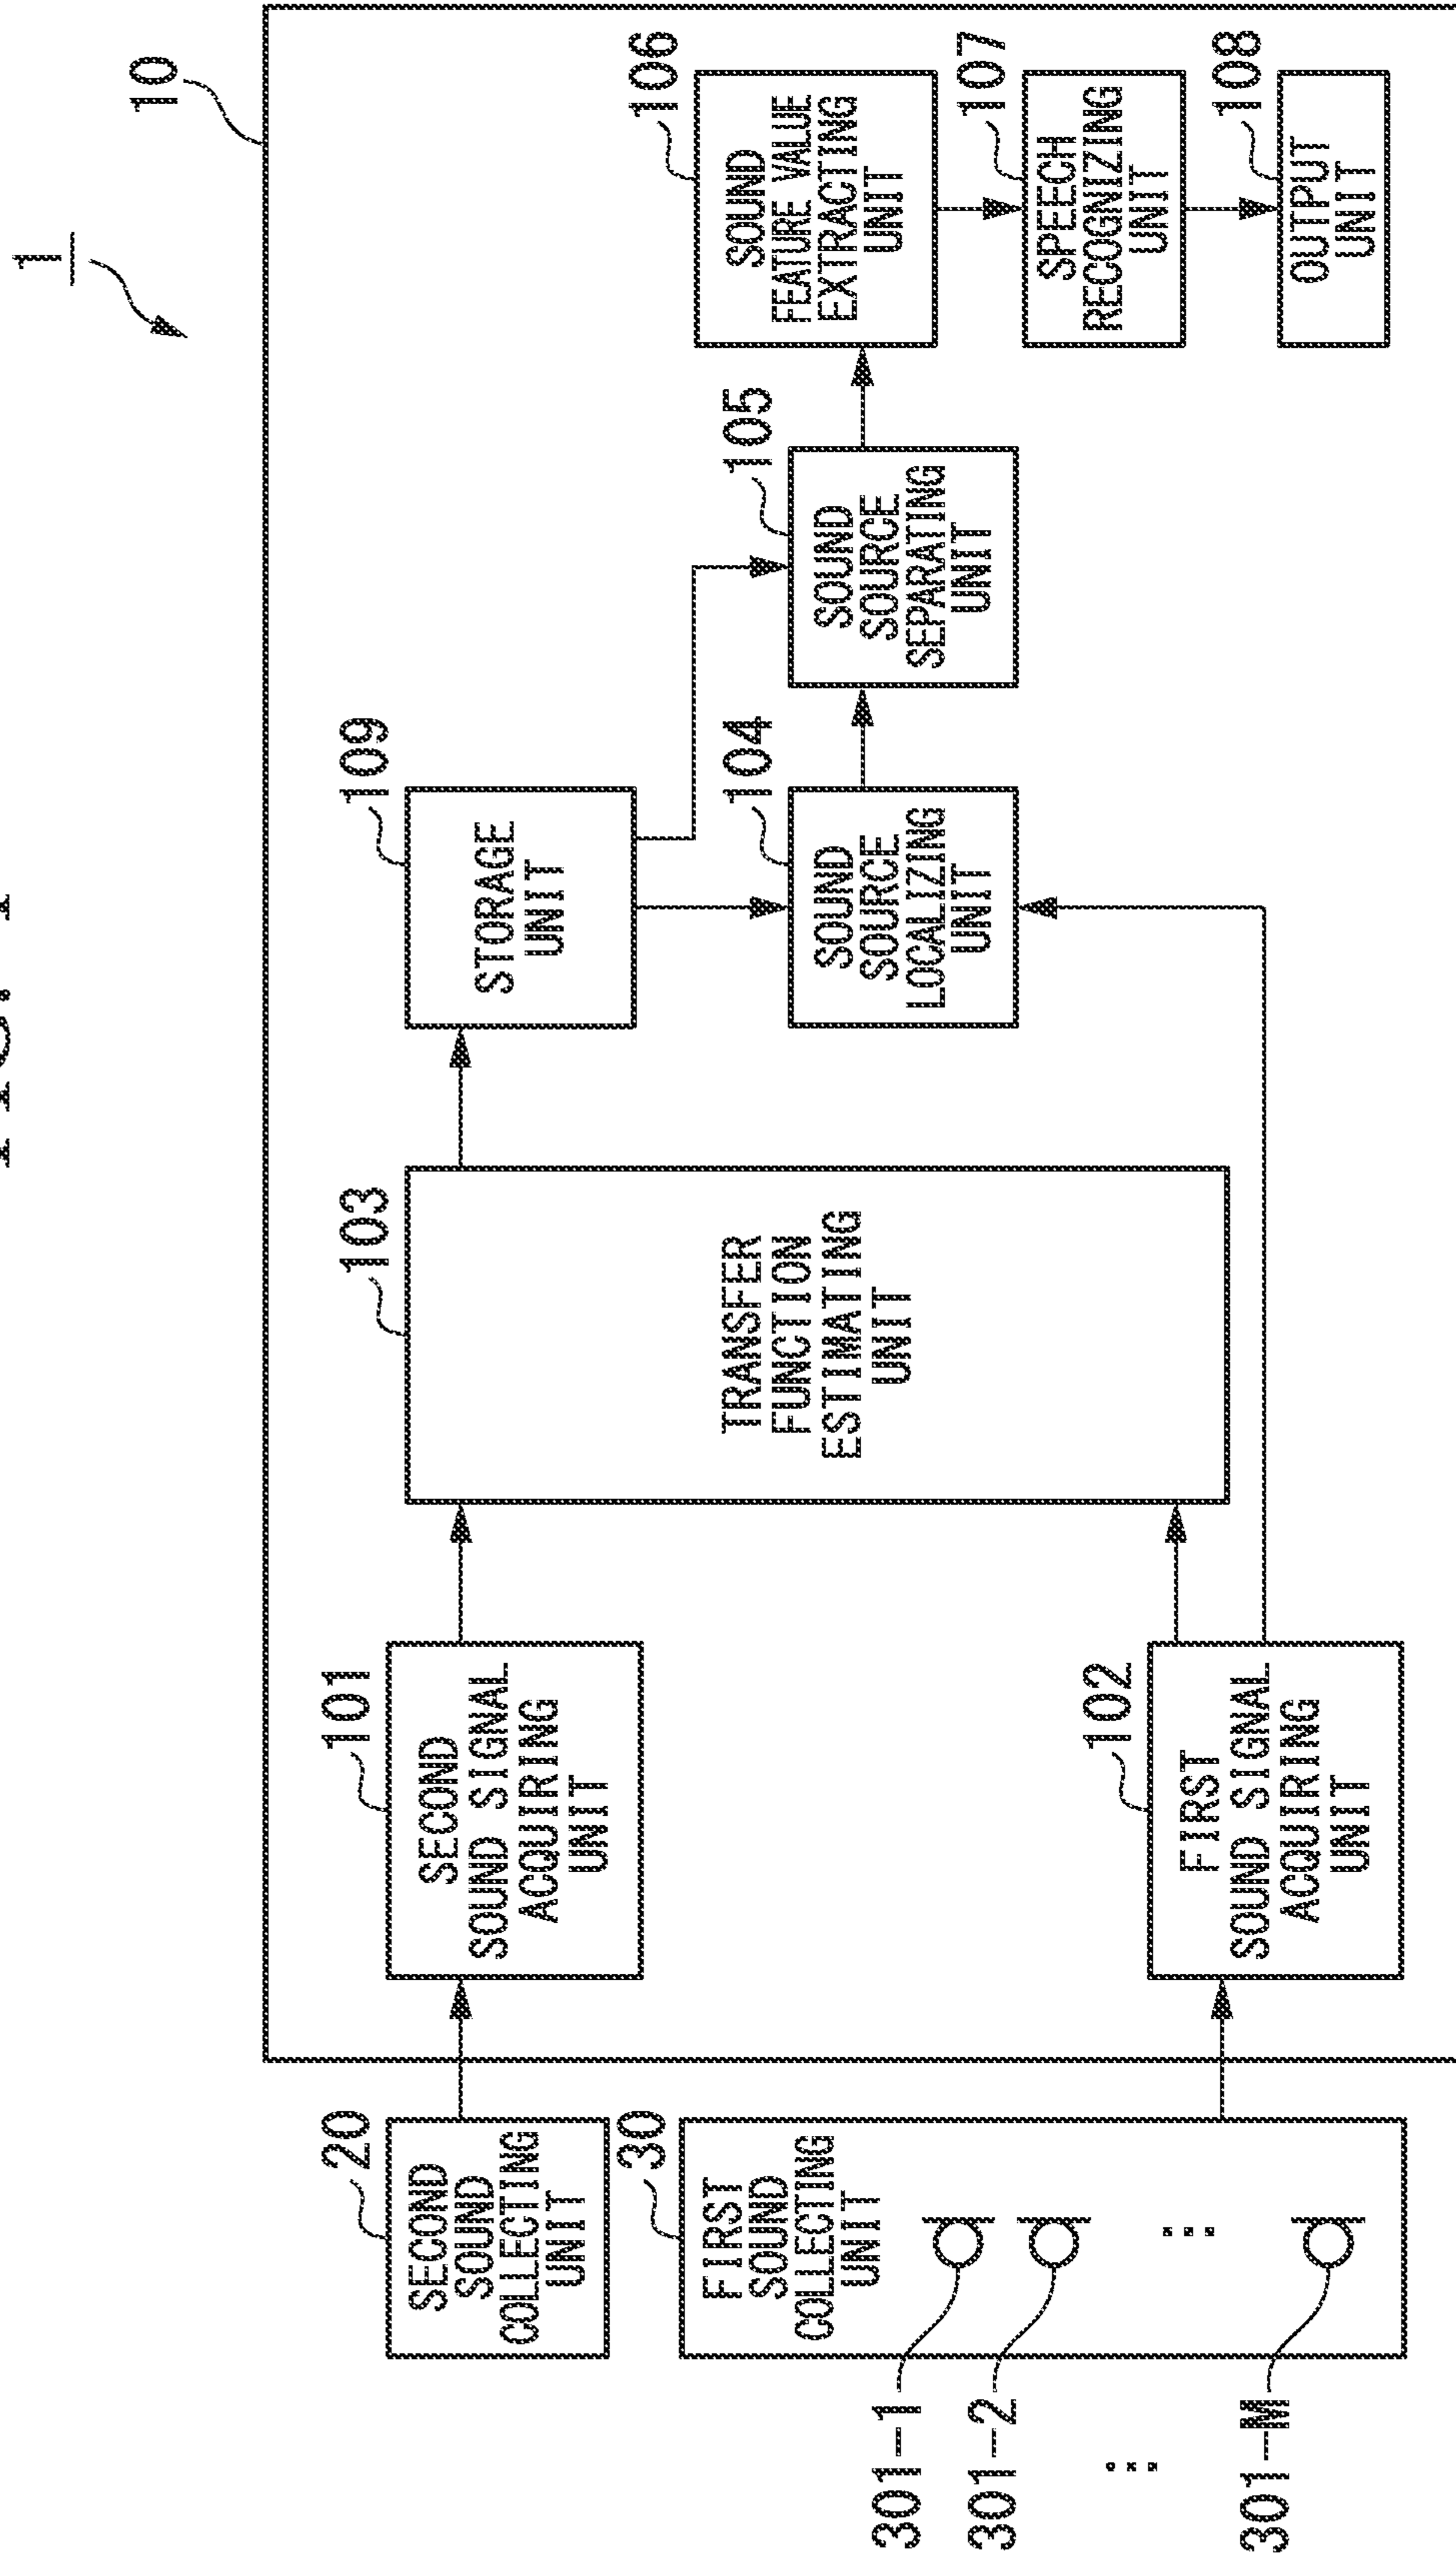 FIG. 1
1
10
20
SECOND
SOUND
COLLECTING
UNIT
30
FIRST
SOUND
COLLECTING
UNIT
301-1
301-2
...
301-M
...
101
SECOND
SOUND SIGNAL
ACQUIRING
UNIT
102
FIRST
SOUND SIGNAL
ACQUIRING
UNIT
103
TRANSFER
FUNCTION
ESTIMATING
UNIT
109
STORAGE
UNIT
104
SOUND
SOURCE
LOCALIZING
UNIT
105
SOUND
SOURCE
SEPARATING
UNIT
106
SOUND
FEATURE VALUE
EXTRACTING
UNIT
107
SPEECH
RECOGNIZING
UNIT
108
OUTPUT
UNIT